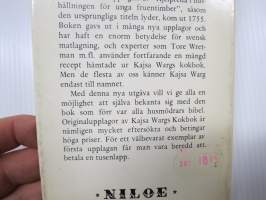 hållningen för unga fruentimber", såsom
den ursprungliga titeln lyder, kom ut 1755.
Boken gavs ut i många nya upplagor och
har haft en enorm betydelse för svensk
matlagning, och experter som Tore Wret-
man m.fl. använder fortfarande en mängd
recept hämtade ur Kajsa Wargs Kokbok.
Men de flesta av oss känner Kajsa Warg
endast till namnet.
Med denna nya utgåva vill vi ge alla en
möjlighet att själva bekanta sig med den
bok som förr var alla husmödrars bibel.
Originalupplagor av Kajsa Wargs Kokbok är
nämligen mycket eftersökta och betingar
höga priser. För ett välbevarat exemplar av
första upplagan får man vara beredd att
betala en tusenlapp.
NILOE